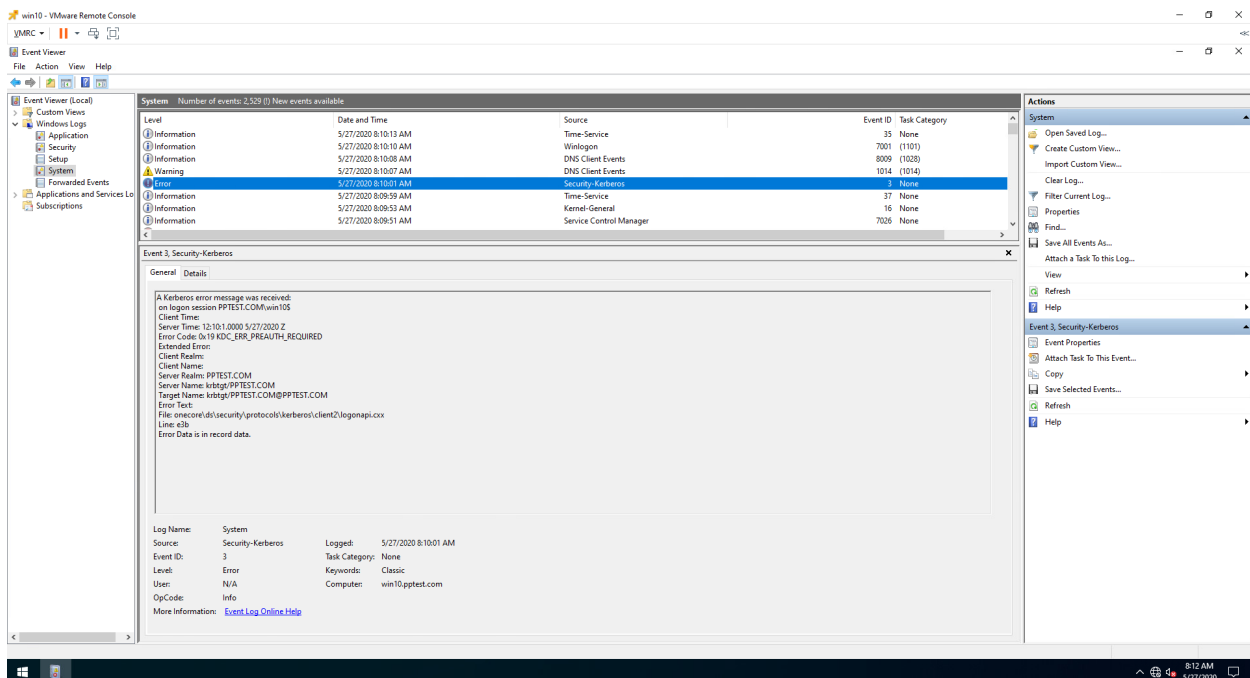 win10 - VMware Remote Console
VMRC
Event Viewer
File Action View Help
Event Viewer (Local)
Custom Views
Windows Logs
Application
Security
Setup
System
Forwarded Events
Applications and Services Lo
Subscriptions
System Number of events: 2,529 (!) New events available
Level Date and Time Source Event ID Task Category
Information 5/27/2020 8:10:13 AM Time-Service 35 None
Information 5/27/2020 8:10:10 AM Winlogon 7001 (1101)
Information 5/27/2020 8:10:08 AM DNS Client Events 8009 (1028)
Warning 5/27/2020 8:10:07 AM DNS Client Events 1014 (1014)
Error 5/27/2020 8:10:01 AM Security-Kerberos 3 None
Information 5/27/2020 8:09:59 AM Time-Service 37 None
Information 5/27/2020 8:09:53 AM Kernel-General 16 None
Information 5/27/2020 8:09:51 AM Service Control Manager 7026 None
Event 3, Security-Kerberos
General Details
A Kerberos error message was received:
on logon session PPTEST.COM\win10$
Client Time:
Server Time: 12:10:1.0000 5/27/2020 Z
Error Code: 0x19 KDC_ERR_PREAUTH_REQUIRED
Extended Error:
Client Realm:
Client Name:
Server Realm: PPTEST.COM
Server Name: krbtgt/PPTEST.COM
Target Name: krbtgt/PPTEST.COM@PPTEST.COM
Error Text:
File: onecore\ds\security\protocols\kerberos\client2\logonapi.cxx
Line: e3b
Error Data is in record data.
Log Name: System
Source: Security-Kerberos Logged: 5/27/2020 8:10:01 AM
Event ID: 3 Task Category: None
Level: Error Keywords: Classic
User: N/A Computer: win10.pptest.com
OpCode: Info
More Information: Event Log Online Help
Actions
System
Open Saved Log...
Create Custom View...
Import Custom View...
Clear Log...
Filter Current Log...
Properties
Find...
Save All Events As...
Attach a Task To this Log...
View
Refresh
Help
Event 3, Security-Kerberos
Event Properties
Attach Task To This Event...
Copy
Save Selected Events...
Refresh
Help
8:12 AM
5/27/2020